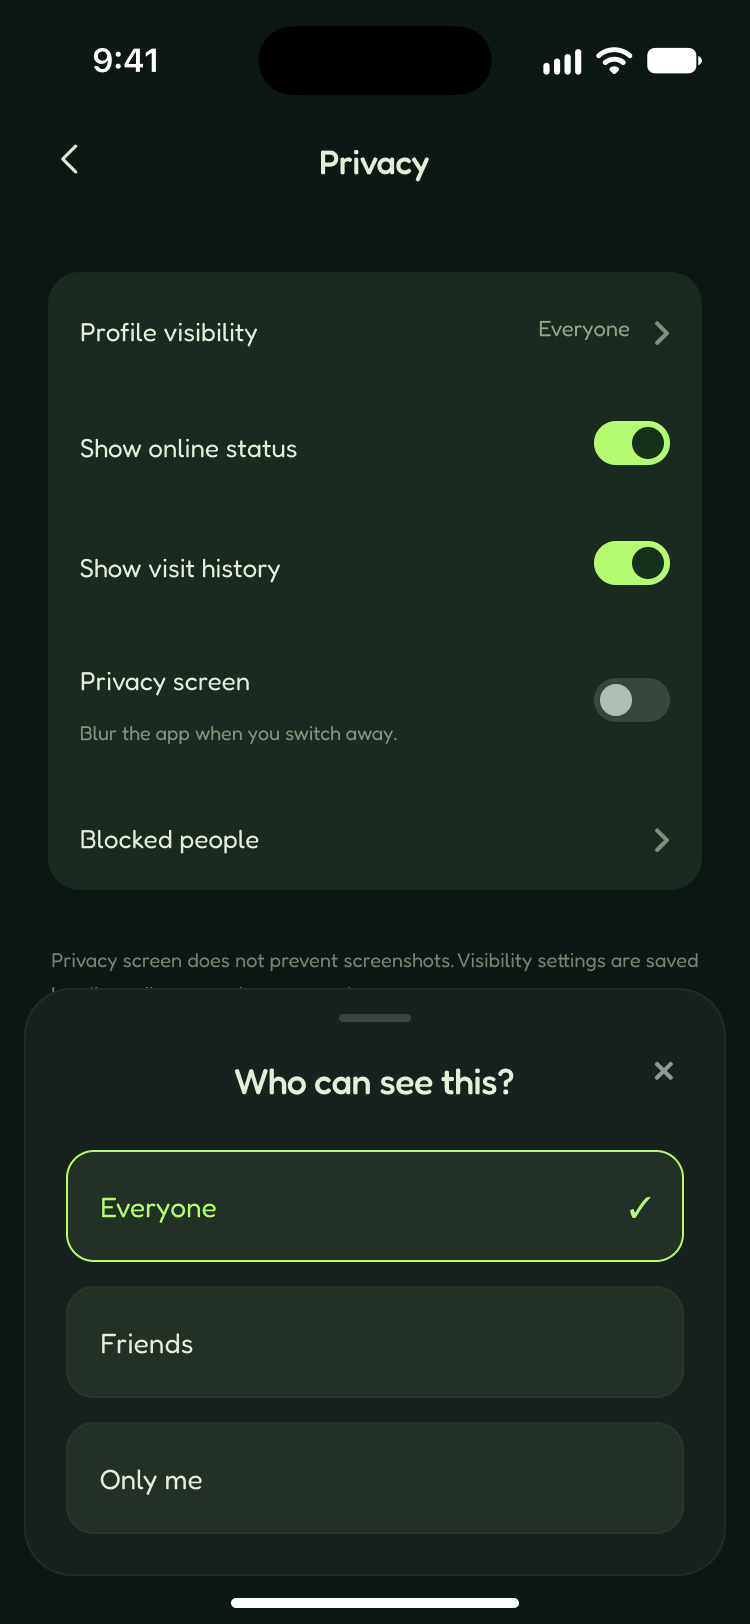 9:41
Privacy
Profile visibility
Everyone
Show online status
Show visit history
Privacy screen
Blur the app when you switch away.
Blocked people
Privacy screen does not prevent screenshots. Visibility settings are saved
Who can see this?
Everyone
Friends
Only me